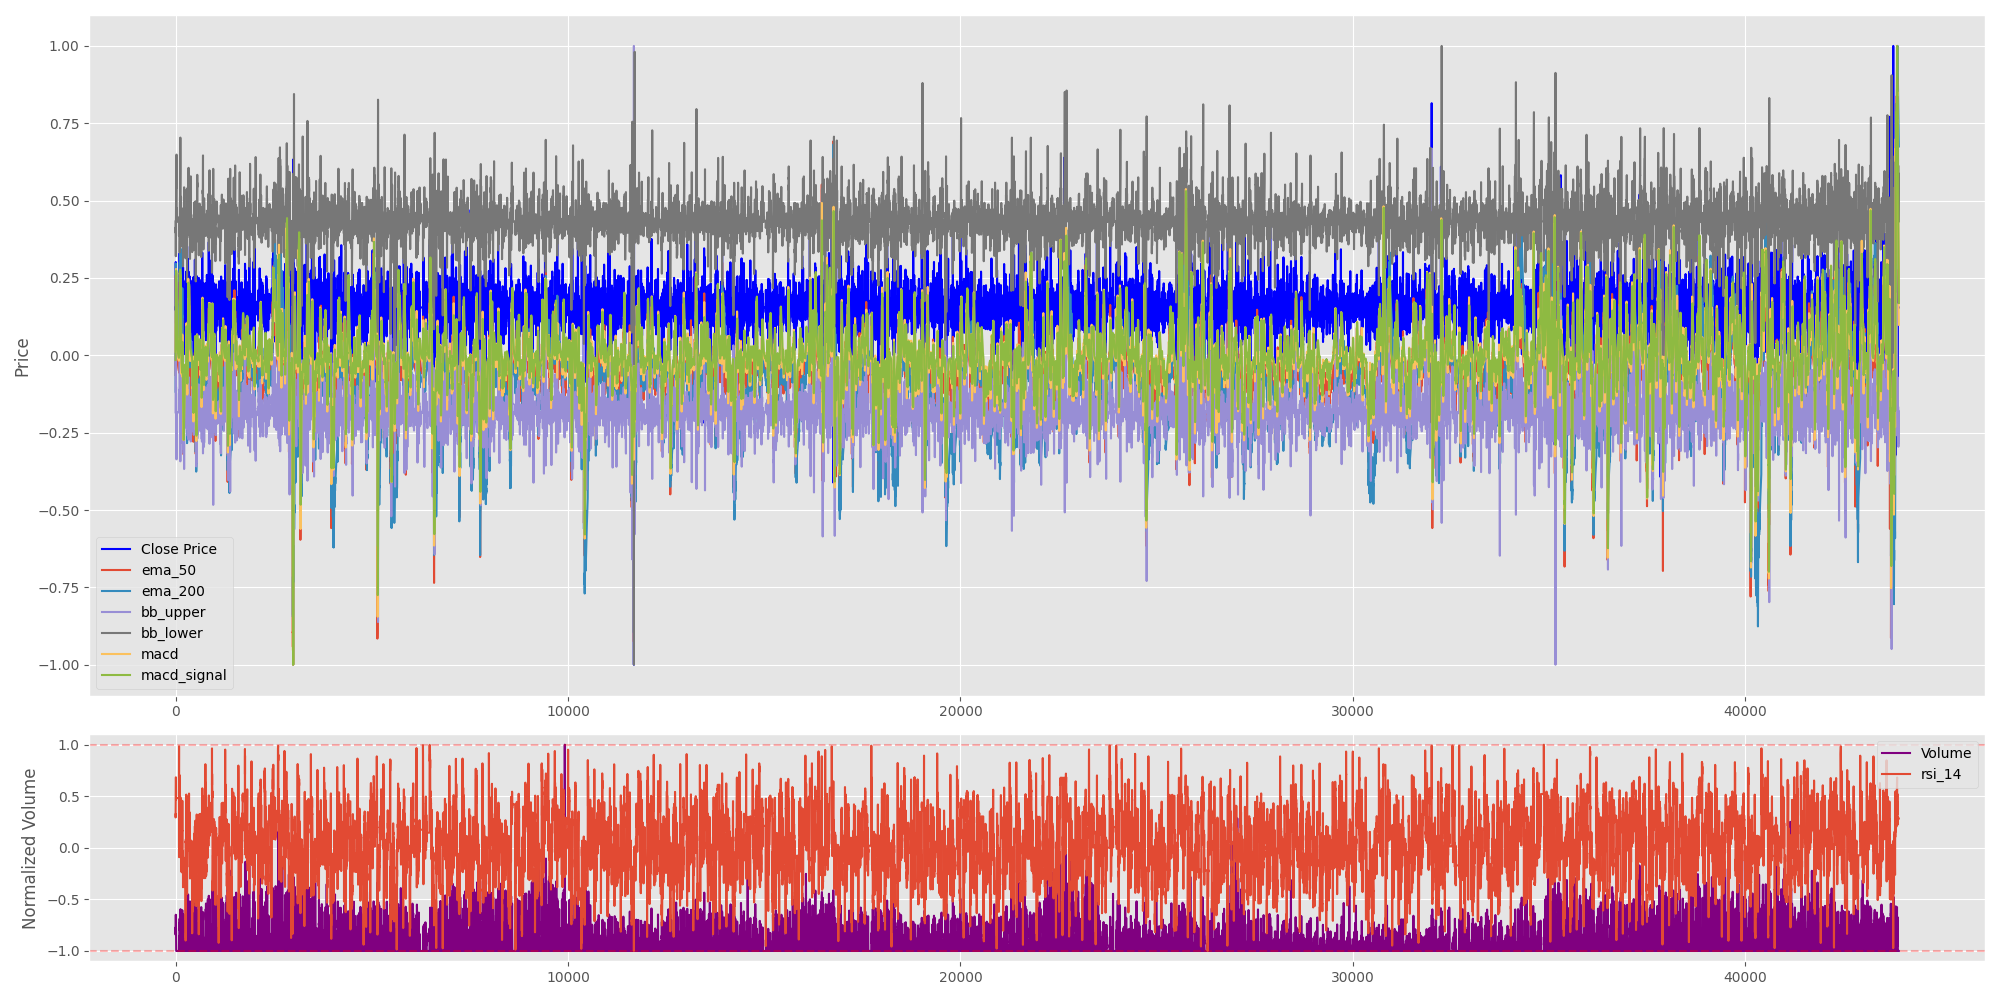 Price
1.00
0.75
0.50
0.25
0.00
−0.25
−0.50
−0.75
−1.00
Close Price
ema_50
ema_200
bb_upper
bb_lower
macd
macd_signal
0 10000 20000 30000 40000
Normalized Volume
1.0
0.5
0.0
−0.5
−1.0
Volume
rsi_14
0 10000 20000 30000 40000